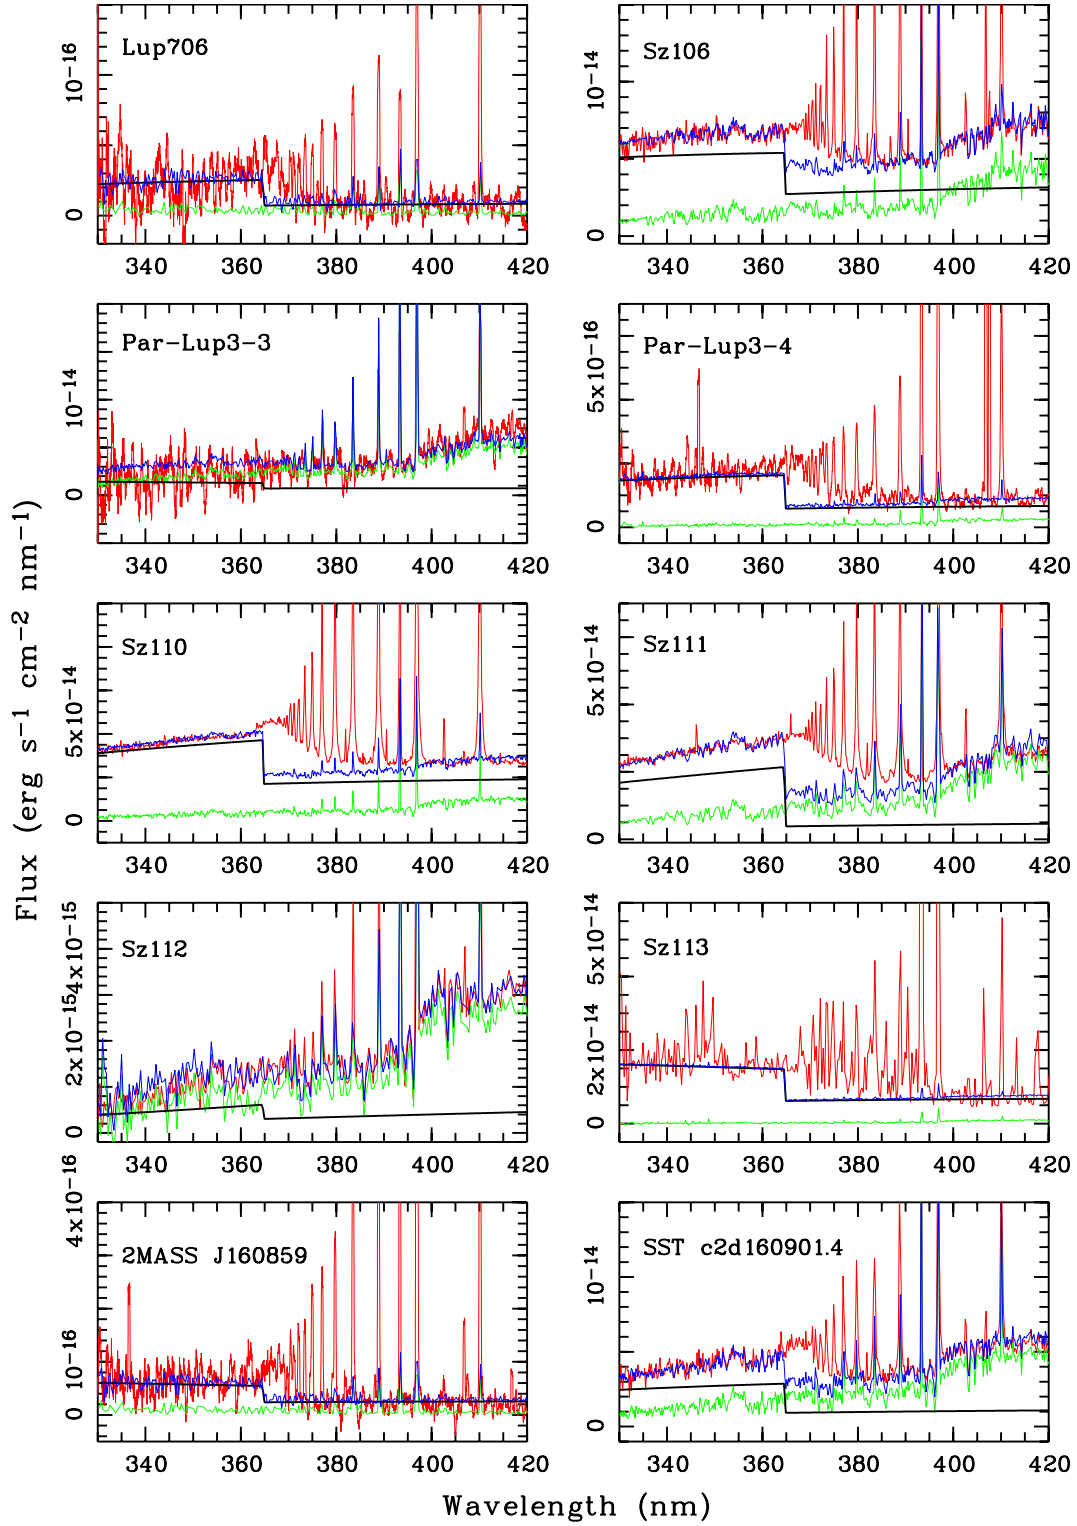 Lup706
10−16
0
340 360 380 400 420
Sz106
10−14
0
340 360 380 400 420
Par−Lup3−3
10−14
0
340 360 380 400 420
Par−Lup3−4
5x10−16
0
340 360 380 400 420
Sz110
5x10−14
0
340 360 380 400 420
Sz111
5x10−14
0
340 360 380 400 420
Sz112
4x10−15
2x10−15
0
340 360 380 400 420
Sz113
5x10−14
2x10−14
0
340 360 380 400 420
2MASS J160859
4x10−16
10−16
0
340 360 380 400 420
SST c2d160901.4
10−14
0
340 360 380 400 420
Flux (erg s−1 cm−2 nm−1)
Wavelength (nm)